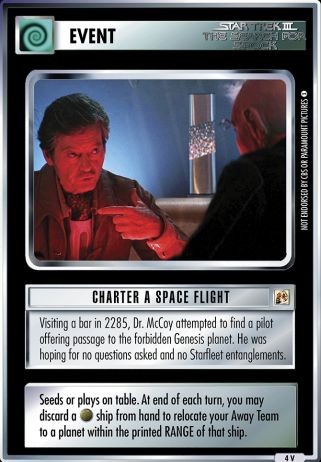 EVENT
STAR TREK III
THE SEARCH FOR
SPOCK
NOT ENDORSED BY CBS OR PARAMOUNT PICTURES
CHARTER A SPACE FLIGHT
Visiting a bar in 2285, Dr. McCoy attempted to find a pilot
offering passage to the forbidden Genesis planet. He was
hoping for no questions asked and no Starfleet entanglements.
Seeds or plays on table. At end of each turn, you may
discard a ship from hand to relocate your Away Team
to a planet within the printed RANGE of that ship.
4 V